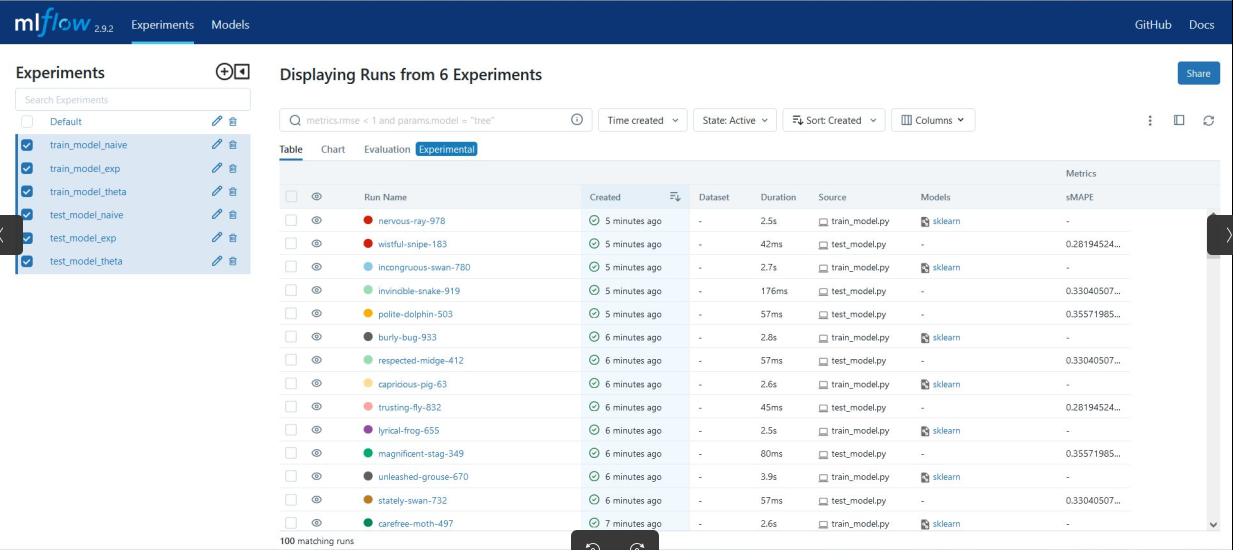 mlflow 2.9.2 Experiments Models GitHub Docs
Experiments
Displaying Runs from 6 Experiments
Share
Search Experiments
Default
train_model_naive
train_model_exp
train_model_theta
test_model_naive
test_model_exp
test_model_theta
metrics.rmse < 1 and params.model = "tree"
Time created
State: Active
Sort: Created
Columns
Table Chart Evaluation Experimental
Metrics
Run Name Created Dataset Duration Source Models sMAPE
nervous-ray-978 5 minutes ago - 2.5s train_model.py sklearn -
wistful-snipe-183 5 minutes ago - 42ms test_model.py - 0.28194524...
incongruous-swan-780 5 minutes ago - 2.7s train_model.py sklearn -
invincible-snake-919 5 minutes ago - 176ms test_model.py - 0.33040507...
polite-dolphin-503 5 minutes ago - 57ms test_model.py - 0.35571985...
burly-bug-933 6 minutes ago - 2.8s train_model.py sklearn -
respected-midge-412 6 minutes ago - 57ms test_model.py - 0.33040507...
capricious-pig-63 6 minutes ago - 2.6s train_model.py sklearn -
trusting-fly-832 6 minutes ago - 45ms test_model.py - 0.28194524...
lyrical-frog-655 6 minutes ago - 2.5s train_model.py sklearn -
magnificent-stag-349 6 minutes ago - 80ms test_model.py - 0.35571985...
unleashed-grouse-670 6 minutes ago - 3.9s train_model.py sklearn -
stately-swan-732 6 minutes ago - 57ms test_model.py - 0.33040507...
carefree-moth-497 7 minutes ago - 2.6s train_model.py sklearn -
100 matching runs